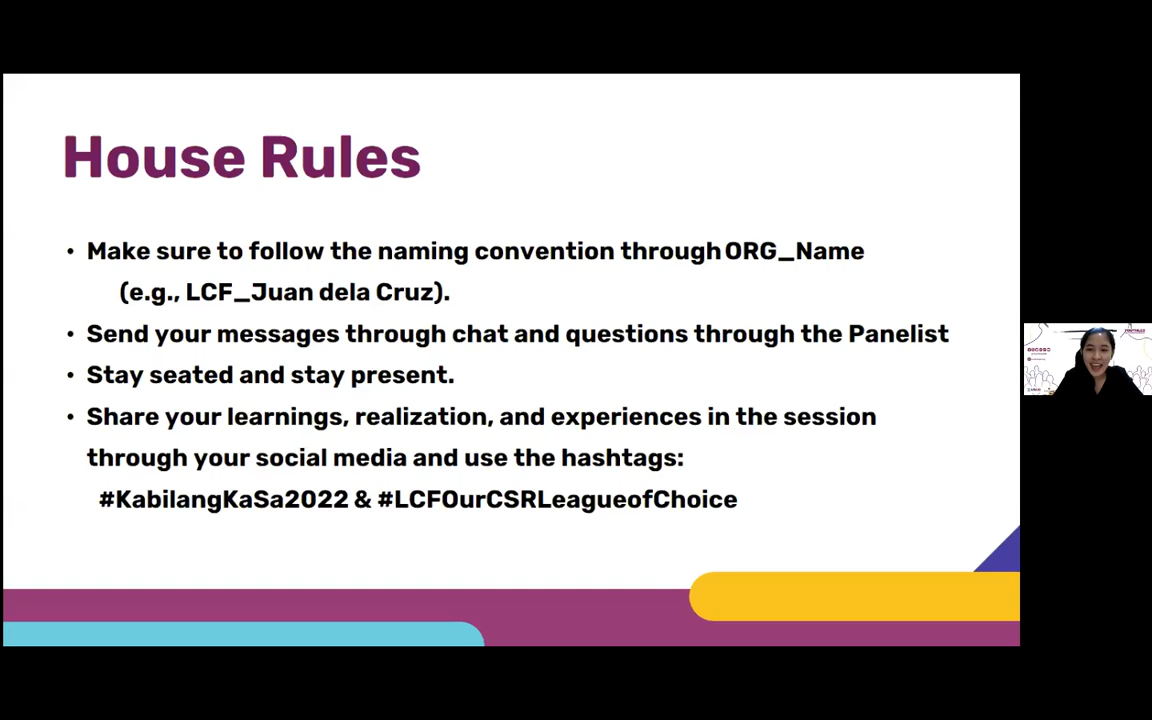 House Rules
• Make sure to follow the naming convention through ORG_Name
(e.g., LCF_Juan dela Cruz).
• Send your messages through chat and questions through the Panelist
• Stay seated and stay present.
• Share your learnings, realization, and experiences in the session
through your social media and use the hashtags:
#KabilangKaSa2022 & #LCFOurCSRLeagueofChoice